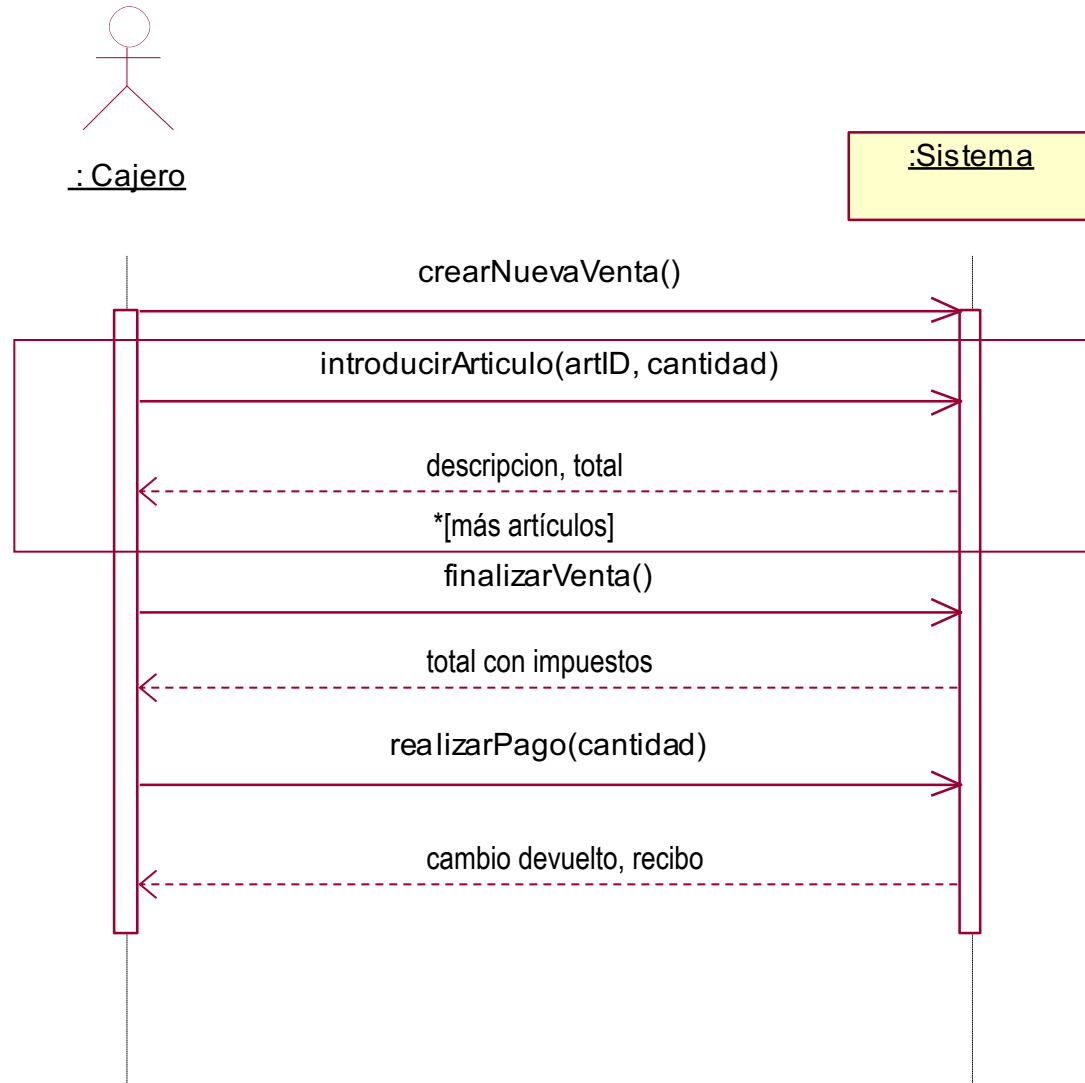 : Cajero
:Sistema
crearNuevaVenta()
introducirArticulo(artID, cantidad)
descripcion, total
*[más artículos]
finalizarVenta()
total con impuestos
realizarPago(cantidad)
cambio devuelto, recibo